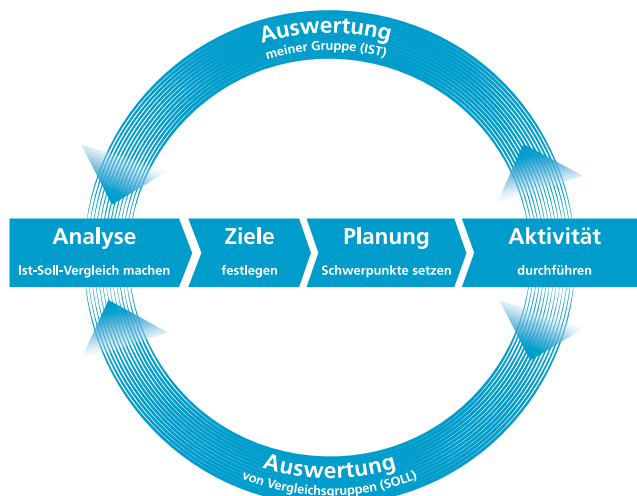 Auswertung
meiner Gruppe (IST)
Analyse
Ist-Soll-Vergleich machen
Ziele
festlegen
Planung
Schwerpunkte setzen
Aktivität
durchführen
Auswertung
von Vergleichsgruppen (SOLL)